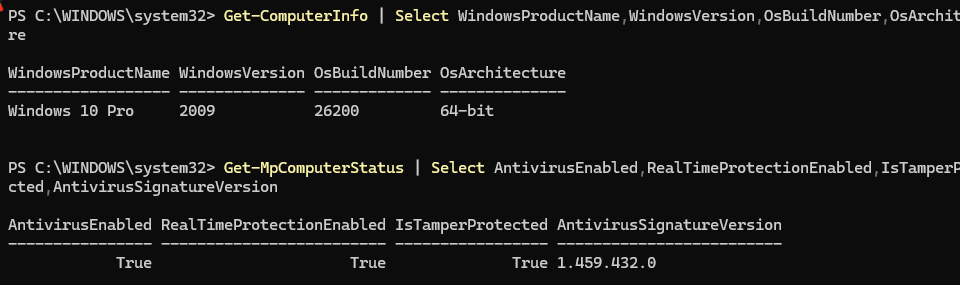 PS C:\WINDOWS\system32> Get-ComputerInfo | Select WindowsProductName,WindowsVersion,OsBuildNumber,OsArchit
re
WindowsProductName WindowsVersion OsBuildNumber OsArchitecture
------------------ -------------- ------------- --------------
Windows 10 Pro     2009           26200         64-bit
PS C:\WINDOWS\system32> Get-MpComputerStatus | Select AntivirusEnabled,RealTimeProtectionEnabled,IsTamperP
cted,AntivirusSignatureVersion
AntivirusEnabled RealTimeProtectionEnabled IsTamperProtected AntivirusSignatureVersion
---------------- ------------------------- ----------------- -------------------------
            True                      True              True 1.459.432.0